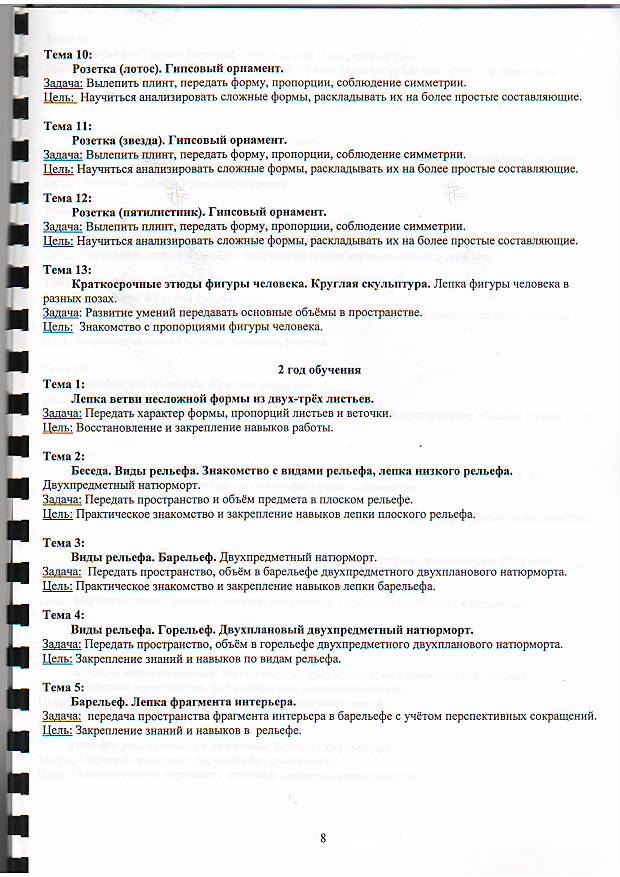 Тема 10:
Розетка (лотос). Гипсовый орнамент.
Задача: Вылепить плинт, передать форму, пропорции, соблюдение симметрии.
Цель: Научиться анализировать сложные формы, раскладывать их на более простые составляющие.
Тема 11:
Розетка (звезда). Гипсовый орнамент.
Задача: Вылепить плинт, передать форму, пропорции, соблюдение симметрии.
Цель: Научиться анализировать сложные формы, раскладывать их на более простые составляющие.
Тема 12:
Розетка (пятилистник). Гипсовый орнамент.
Задача: Вылепить плинт, передать форму, пропорции, соблюдение симметрии.
Цель: Научиться анализировать сложные формы, раскладывать их на более простые составляющие.
Тема 13:
Краткосрочные этюды фигуры человека. Круглая скульптура. Лепка фигуры человека в
разных позах.
Задача: Развитие умений передавать основные объёмы в пространстве.
Цель: Знакомство с пропорциями фигуры человека.
2 год обучения
Тема 1:
Лепка ветви несложной формы из двух-трёх листьев.
Задача: Передать характер формы, пропорций листьев и веточки.
Цель: Восстановление и закрепление навыков работы.
Тема 2:
Беседа. Виды рельефа. Знакомство с видами рельефа, лепка низкого рельефа.
Двухпредметный натюрморт.
Задача: Передать пространство и объём предмета в плоском рельефе.
Цель: Практическое знакомство и закрепление навыков лепки плоского рельефа.
Тема 3:
Виды рельефа. Барельеф. Двухпредметный натюрморт.
Задача: Передать пространство, объём в барельефе двухпредметного двухпланового натюрморта.
Цель: Практическое знакомство и закрепление навыков лепки барельефа.
Тема 4:
Виды рельефа. Горельеф. Двухплановый двухпредметный натюрморт.
Задача: Передать пространство, объём в горельефе двухпредметного двухпланового натюрморта.
Цель: Закрепление знаний и навыков по видам рельефа.
Тема 5:
Барельеф. Лепка фрагмента интерьера.
Задача: передача пространства фрагмента интерьера в барельефе с учётом перспективных сокращений.
Цель: Закрепление знаний и навыков в рельефе.
8